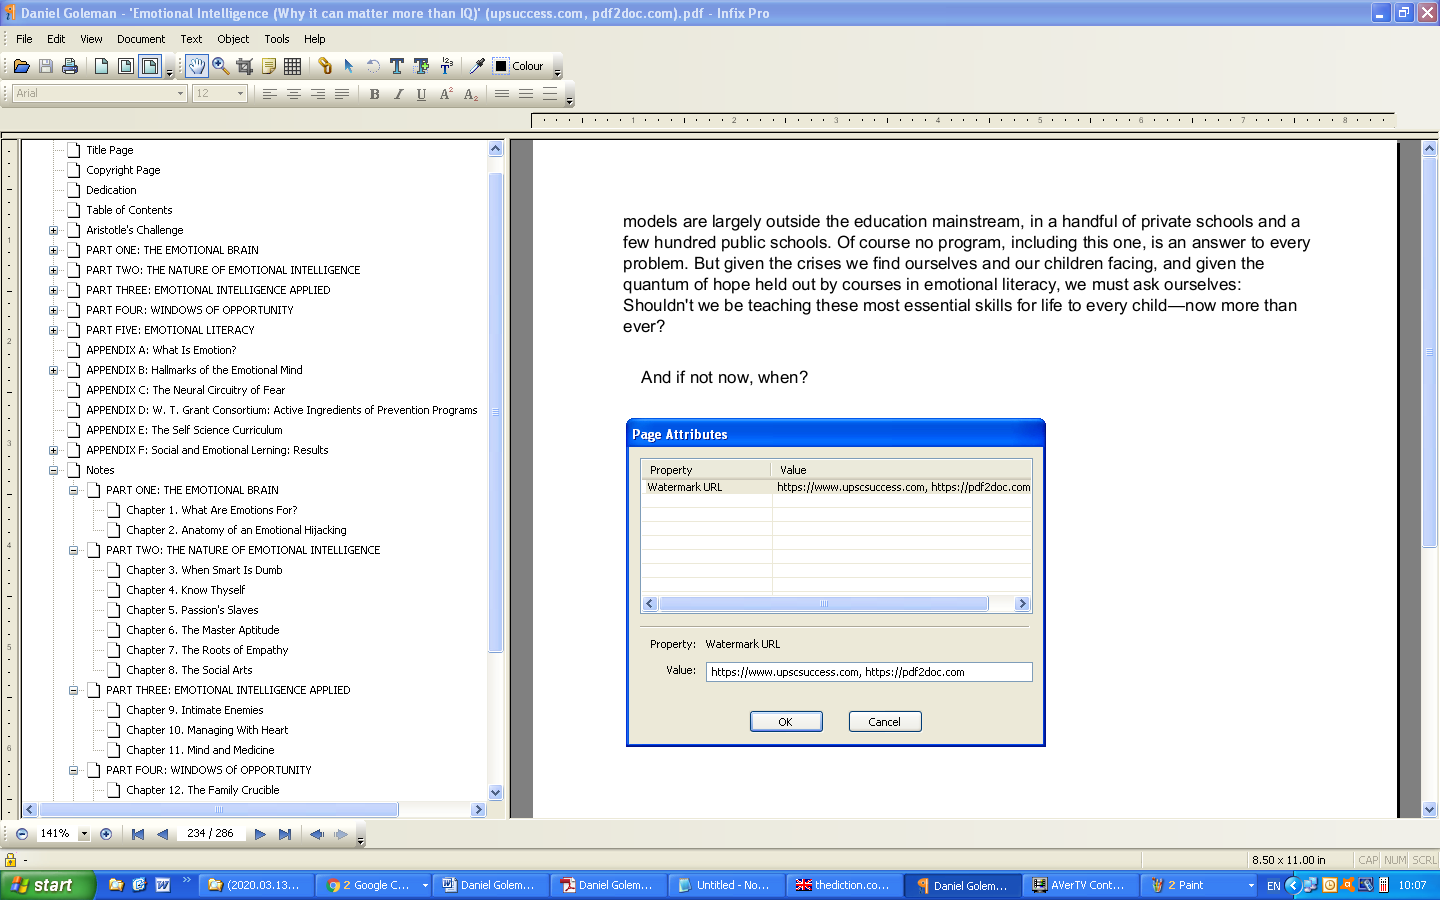 Daniel Goleman - 'Emotional Intelligence (Why it can matter more than IQ)' (upsuccess.com, pdf2doc.com).pdf - Infix Pro
File Edit View Document Text Object Tools Help
Colour
Arial 12
B I U A² A₂
1 2 3 4 5 6 7 8
Title Page
Copyright Page
Dedication
Table of Contents
Aristotle's Challenge
PART ONE: THE EMOTIONAL BRAIN
PART TWO: THE NATURE OF EMOTIONAL INTELLIGENCE
PART THREE: EMOTIONAL INTELLIGENCE APPLIED
PART FOUR: WINDOWS OF OPPORTUNITY
PART FIVE: EMOTIONAL LITERACY
APPENDIX A: What Is Emotion?
APPENDIX B: Hallmarks of the Emotional Mind
APPENDIX C: The Neural Circuitry of Fear
APPENDIX D: W. T. Grant Consortium: Active Ingredients of Prevention Programs
APPENDIX E: The Self Science Curriculum
APPENDIX F: Social and Emotional Lerning: Results
Notes
PART ONE: THE EMOTIONAL BRAIN
Chapter 1. What Are Emotions For?
Chapter 2. Anatomy of an Emotional Hijacking
PART TWO: THE NATURE OF EMOTIONAL INTELLIGENCE
Chapter 3. When Smart Is Dumb
Chapter 4. Know Thyself
Chapter 5. Passion's Slaves
Chapter 6. The Master Aptitude
Chapter 7. The Roots of Empathy
Chapter 8. The Social Arts
PART THREE: EMOTIONAL INTELLIGENCE APPLIED
Chapter 9. Intimate Enemies
Chapter 10. Managing With Heart
Chapter 11. Mind and Medicine
PART FOUR: WINDOWS Of OPPORTUNITY
Chapter 12. The Family Crucible
1
2
3
4
5
6
models are largely outside the education mainstream, in a handful of private schools and a
few hundred public schools. Of course no program, including this one, is an answer to every
problem. But given the crises we find ourselves and our children facing, and given the
quantum of hope held out by courses in emotional literacy, we must ask ourselves:
Shouldn't we be teaching these most essential skills for life to every child—now more than
ever?
And if not now, when?
Page Attributes
Property Value
Watermark URL https://www.upscsuccess.com, https://pdf2doc.com
Property: Watermark URL
Value: https://www.upscsuccess.com, https://pdf2doc.com
OK Cancel
141% 234 / 286
-
8.50 x 11.00 in CAP NUM SCRL
start (2020.03.13... 2 Google C... Daniel Golem... Daniel Golem... Untitled - No... thediction.co... Daniel Golem... AVerTV Cont... 2 Paint EN 10:07